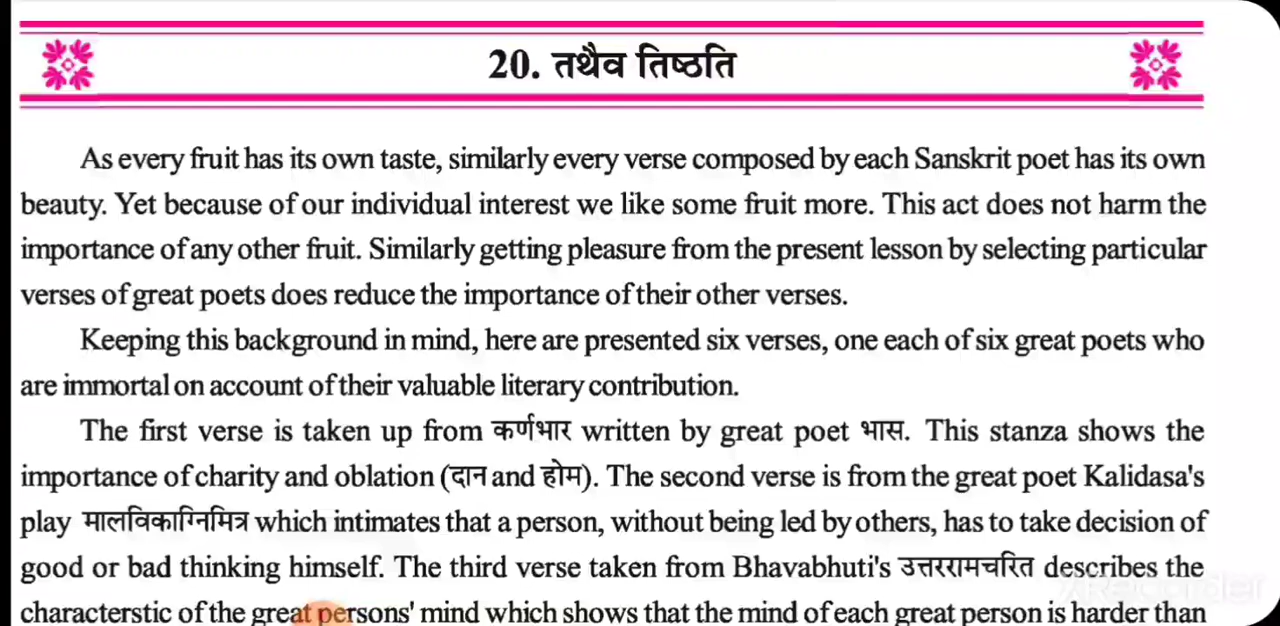 20. तथैव तिष्ठति
As every fruit has its own taste, similarly every verse composed by each Sanskrit poet has its own
beauty. Yet because of our individual interest we like some fruit more. This act does not harm the
importance of any other fruit. Similarly getting pleasure from the present lesson by selecting particular
verses of great poets does reduce the importance of their other verses.
Keeping this background in mind, here are presented six verses, one each of six great poets who
are immortal on account of their valuable literary contribution.
The first verse is taken up from कर्णभार written by great poet भास. This stanza shows the
importance of charity and oblation (दान and होम). The second verse is from the great poet Kalidasa's
play मालविकाग्निमित्र which intimates that a person, without being led by others, has to take decision of
good or bad thinking himself. The third verse taken from Bhavabhuti's उत्तररामचरित describes the
characterstic of the great persons' mind which shows that the mind of each great person is harder than
XRecorder